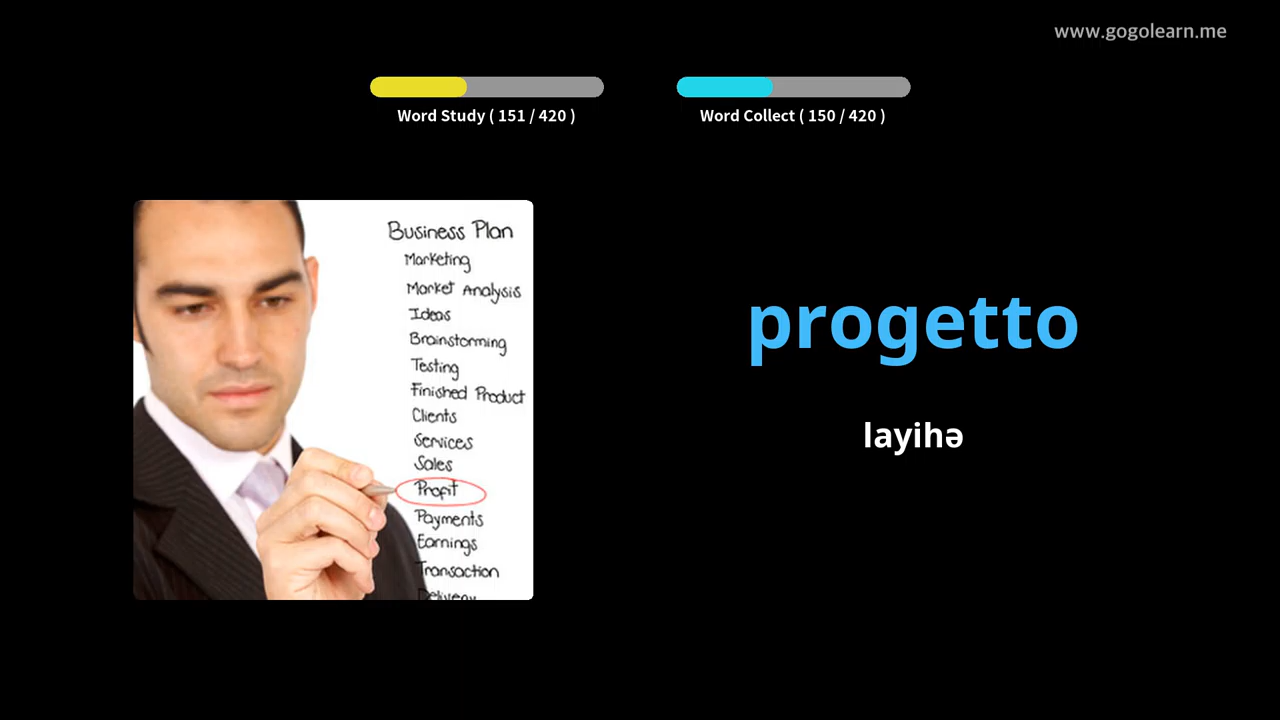 www.gogolearn.me
Word Study ( 151 / 420 )
Word Collect ( 150 / 420 )
Business Plan
Marketing
Market Analysis
Ideas
Brainstorming
Testing
Finished Product
Clients
Services
Sales
Profit
Payments
Earnings
Transaction
Delivery
progetto
layihə